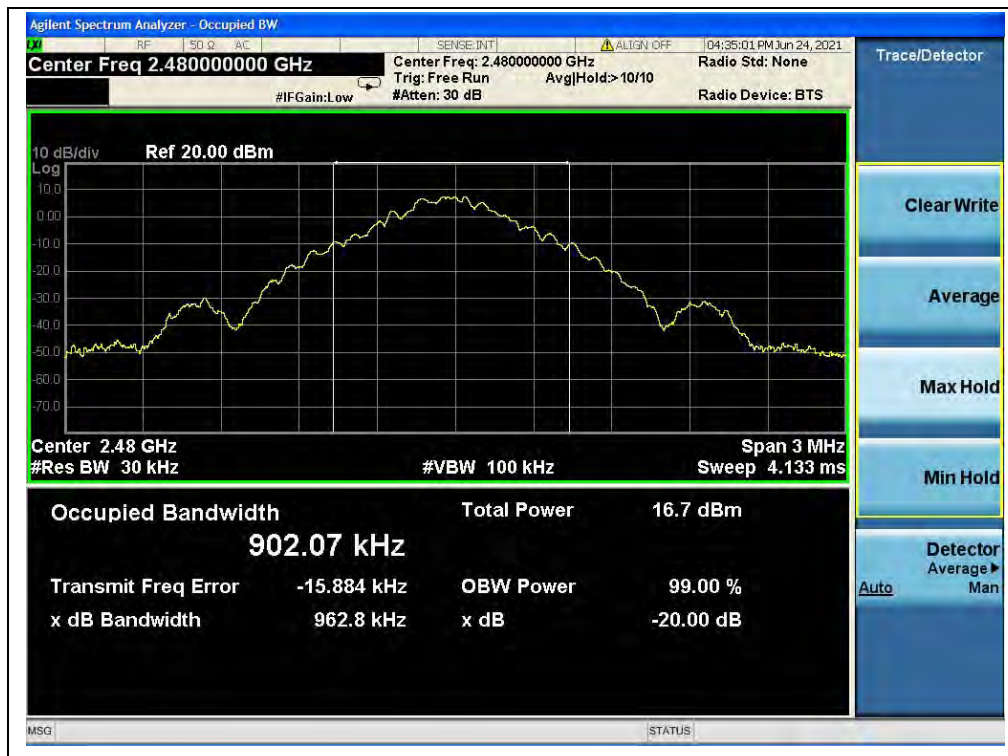 Agilent Spectrum Analyzer - Occupied BW
LXI RF 50 Ω AC SENSE:INT ALIGN OFF 04:35:01 PM Jun 24, 2021
Center Freq 2.480000000 GHz
Center Freq: 2.480000000 GHz
Radio Std: None
Trig: Free Run Avg|Hold:>10/10
#IFGain:Low
#Atten: 30 dB
Radio Device: BTS
10 dB/div Ref 20.00 dBm
Log
10.0
0.00
-10.0
-20.0
-30.0
-40.0
-50.0
-60.0
-70.0
Center 2.48 GHz Span 3 MHz
#Res BW 30 kHz #VBW 100 kHz Sweep 4.133 ms
Occupied Bandwidth Total Power 16.7 dBm
902.07 kHz
Transmit Freq Error -15.884 kHz OBW Power 99.00 %
x dB Bandwidth 962.8 kHz x dB -20.00 dB
MSG STATUS
Trace/Detector
Clear Write
Average
Max Hold
Min Hold
Detector
Average▶
Auto Man